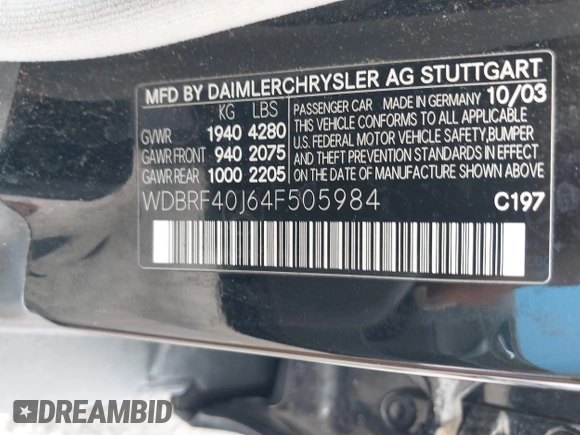 MFD BY DAIMLERCHRYSLER AG STUTTGART
KG LBS
GVWR 1940 4280
GAWR FRONT 940 2075
GAWR REAR 1000 2205
PASSENGER CAR MADE IN GERMANY 10/03
THIS VEHICLE CONFORMS TO ALL APPLICABLE
U.S. FEDERAL MOTOR VEHICLE SAFETY,BUMPER
AND THEFT PREVENTION STANDARDS IN EFFECT
ON THE DATE OF MANUFACTURE SHOWN ABOVE.
WDBRF40J64F505984 C197
DREAMBID